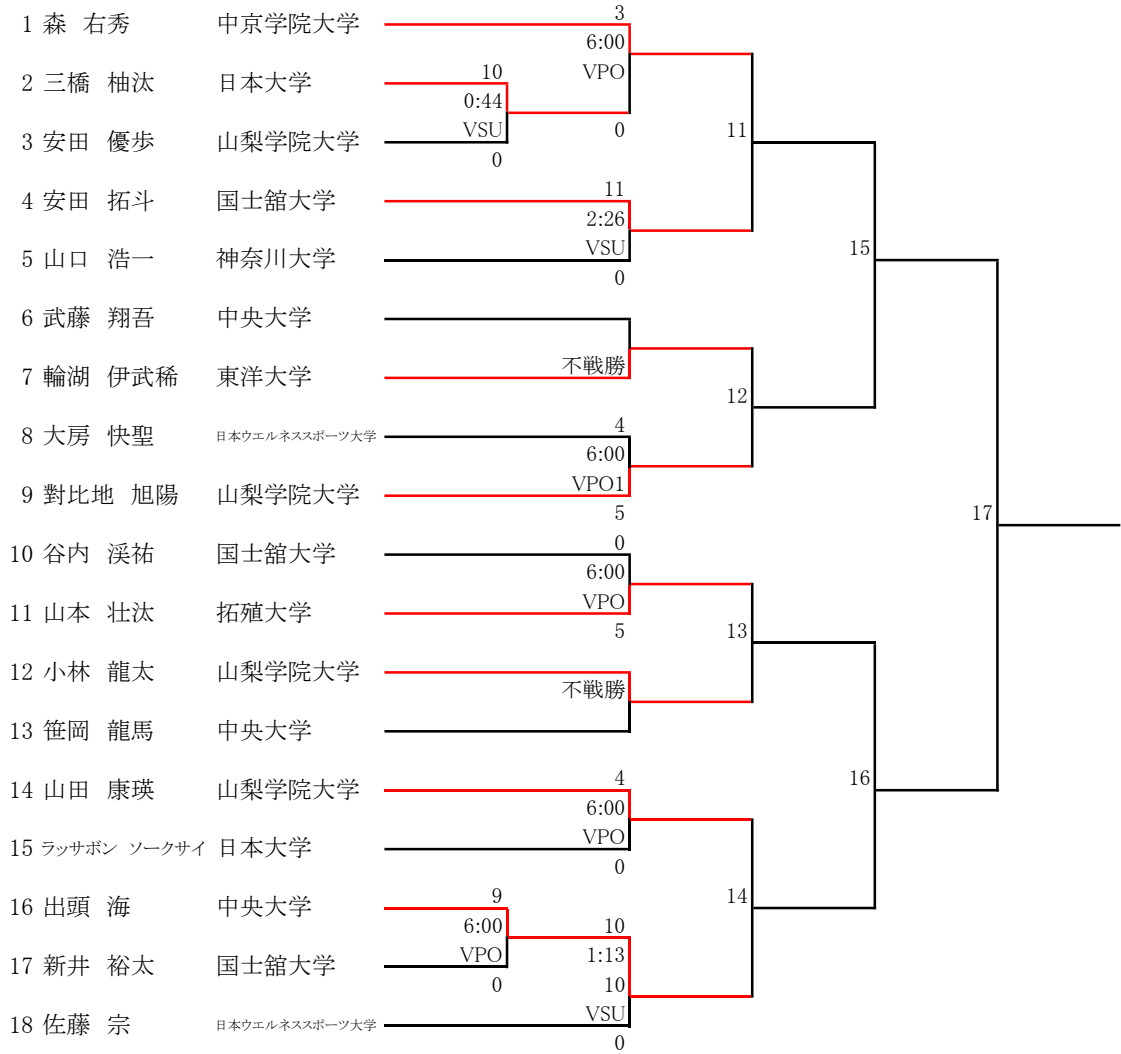 3
1 森 右秀 中京学院大学
6:00
10 VPO
2 三橋 柚汰 日本大学
0:44
VSU 0 11
3 安田 優歩 山梨学院大学
0
11
4 安田 拓斗 国士舘大学
2:26
VSU 15
5 山口 浩一 神奈川大学
0
6 武藤 翔吾 中央大学
不戦勝
7 輪湖 伊武稀 東洋大学
12
4
8 大房 快聖 日本ウエルネススポーツ大学
6:00
VPO1
9 對比地 旭陽 山梨学院大学
5 17
0
10 谷内 渓祐 国士舘大学
6:00
VPO
11 山本 壮汰 拓殖大学
5 13
12 小林 龍太 山梨学院大学
不戦勝
13 笹岡 龍馬 中央大学
4 16
14 山田 康瑛 山梨学院大学
6:00
VPO
15 ラッサボン ソークサイ 日本大学
0
9 14
16 出頭 海 中央大学
6:00 10
VPO 1:13
17 新井 裕太 国士舘大学
0 10
VSU
18 佐藤 宗 日本ウエルネススポーツ大学
0